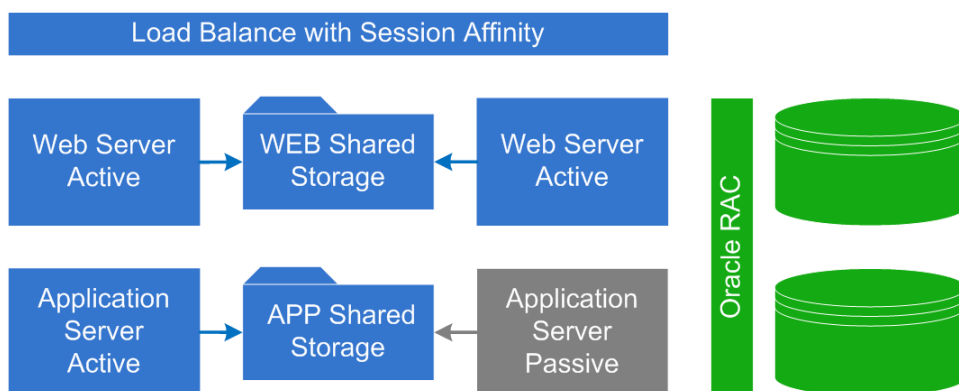 Load Balance with Session Affinity
Web Server
Active
WEB Shared
Storage
Web Server
Active
Application
Server
Active
APP Shared
Storage
Application
Server
Passive
Oracle RAC